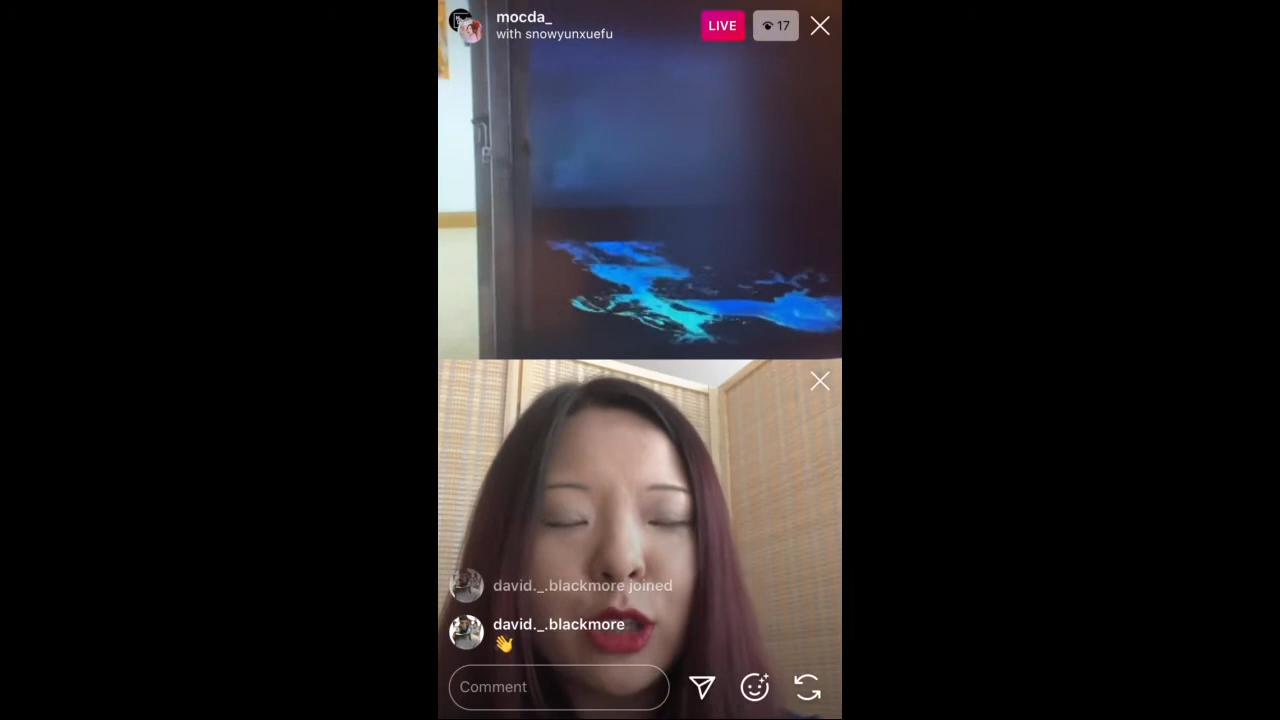 mocda_
with snowyunxuefu
LIVE
17
david._.blackmore joined
david._.blackmore
👋
Comment